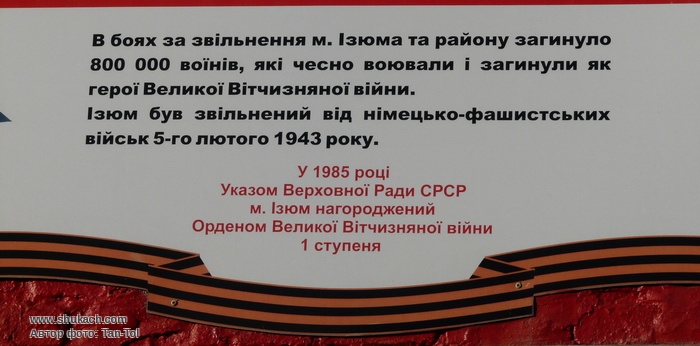 В боях за звільнення м. Ізюма та району загинуло
800 000 воїнів, які чесно воювали і загинули як
герої Великої Вітчизняної війни.
Ізюм був звільнений від німецько-фашистських
військ 5-го лютого 1943 року.
У 1985 році
Указом Верховної Ради СРСР
м. Ізюм нагороджений
Орденом Великої Вітчизняної війни
1 ступеня
www.shukach.com
Автор фото: Tan-Tol